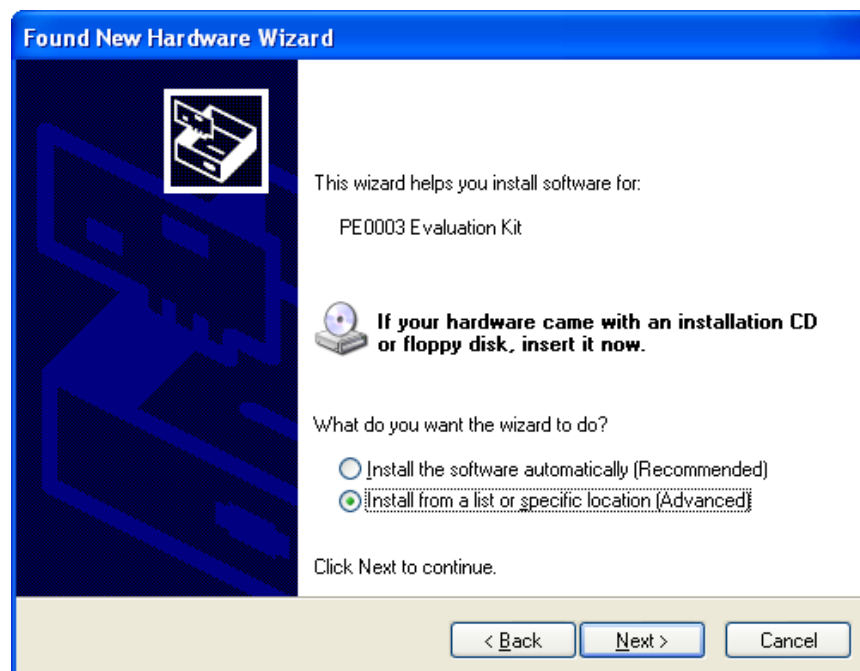 Found New Hardware Wizard
This wizard helps you install software for:
PE0003 Evaluation Kit
If your hardware came with an installation CD
or floppy disk, insert it now.
What do you want the wizard to do?
Install the software automatically (Recommended)
Install from a list or specific location (Advanced)
Click Next to continue.
< Back
Next >
Cancel